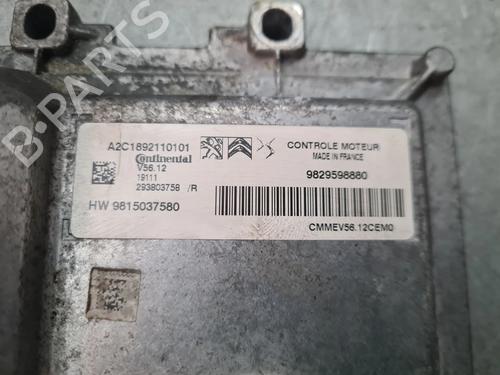 A2C1892110101
Continental
V56.12
19111
293803758 /R
HW 9815037580
CONTROLE MOTEUR
MADE IN FRANCE
9829598880
CMMEV56.12CEM0
B-PARTS